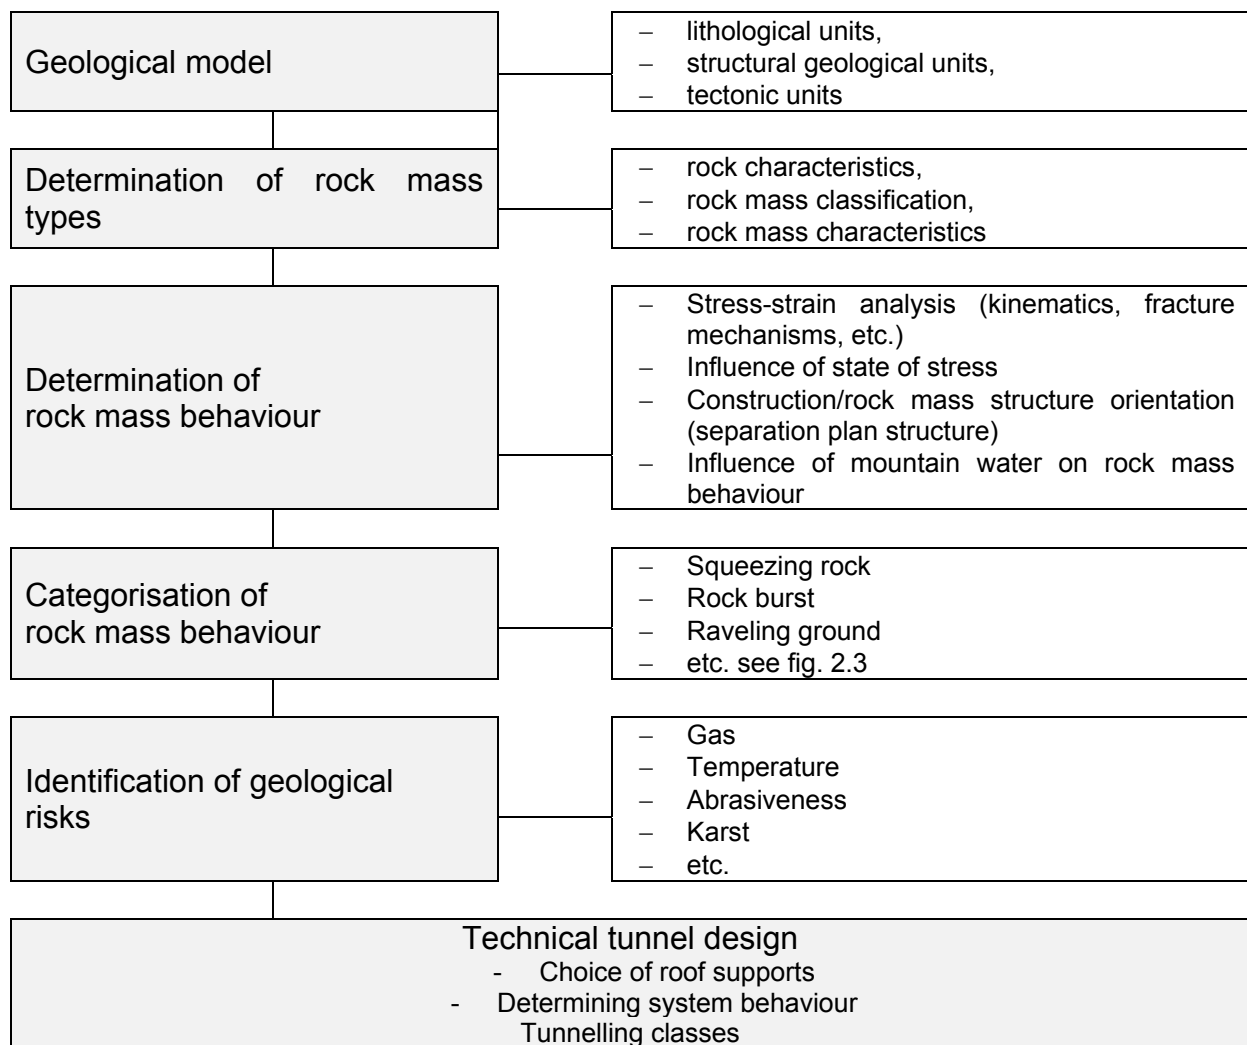 Geological model
– lithological units,
– structural geological units,
– tectonic units
Determination of rock mass
types
– rock characteristics,
– rock mass classification,
– rock mass characteristics
Determination of
rock mass behaviour
– Stress-strain analysis (kinematics, fracture
mechanisms, etc.)
– Influence of state of stress
– Construction/rock mass structure orientation
(separation plan structure)
– Influence of mountain water on rock mass
behaviour
Categorisation of
rock mass behaviour
– Squeezing rock
– Rock burst
– Raveling ground
– etc. see fig. 2.3
Identification of geological
risks
– Gas
– Temperature
– Abrasiveness
– Karst
– etc.
Technical tunnel design
- Choice of roof supports
- Determining system behaviour
Tunnelling classes